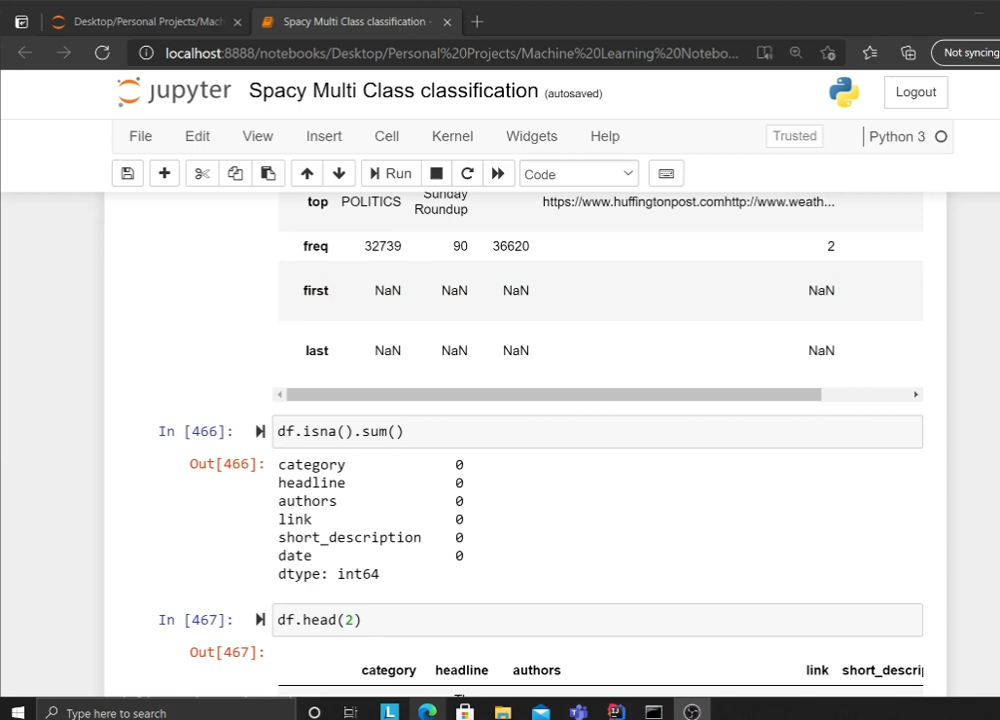 Desktop/Personal Projects/Mach
Spacy Multi Class classification -
localhost:8888/notebooks/Desktop/Personal%20Projects/Machine%20Learning%20Notebo...
Not syncing
jupyter Spacy Multi Class classification (autosaved)
Logout
File Edit View Insert Cell Kernel Widgets Help
Trusted
Python 3
Run
Code
top POLITICS Sunday Roundup https://www.huffingtonpost.comhttp://www.weath...
freq 32739 90 36620 2
first NaN NaN NaN NaN
last NaN NaN NaN NaN
In [466]: df.isna().sum()
Out[466]: category 0
headline 0
authors 0
link 0
short_description 0
date 0
dtype: int64
In [467]: df.head(2)
Out[467]:
category headline authors link short_descrip
Type here to search